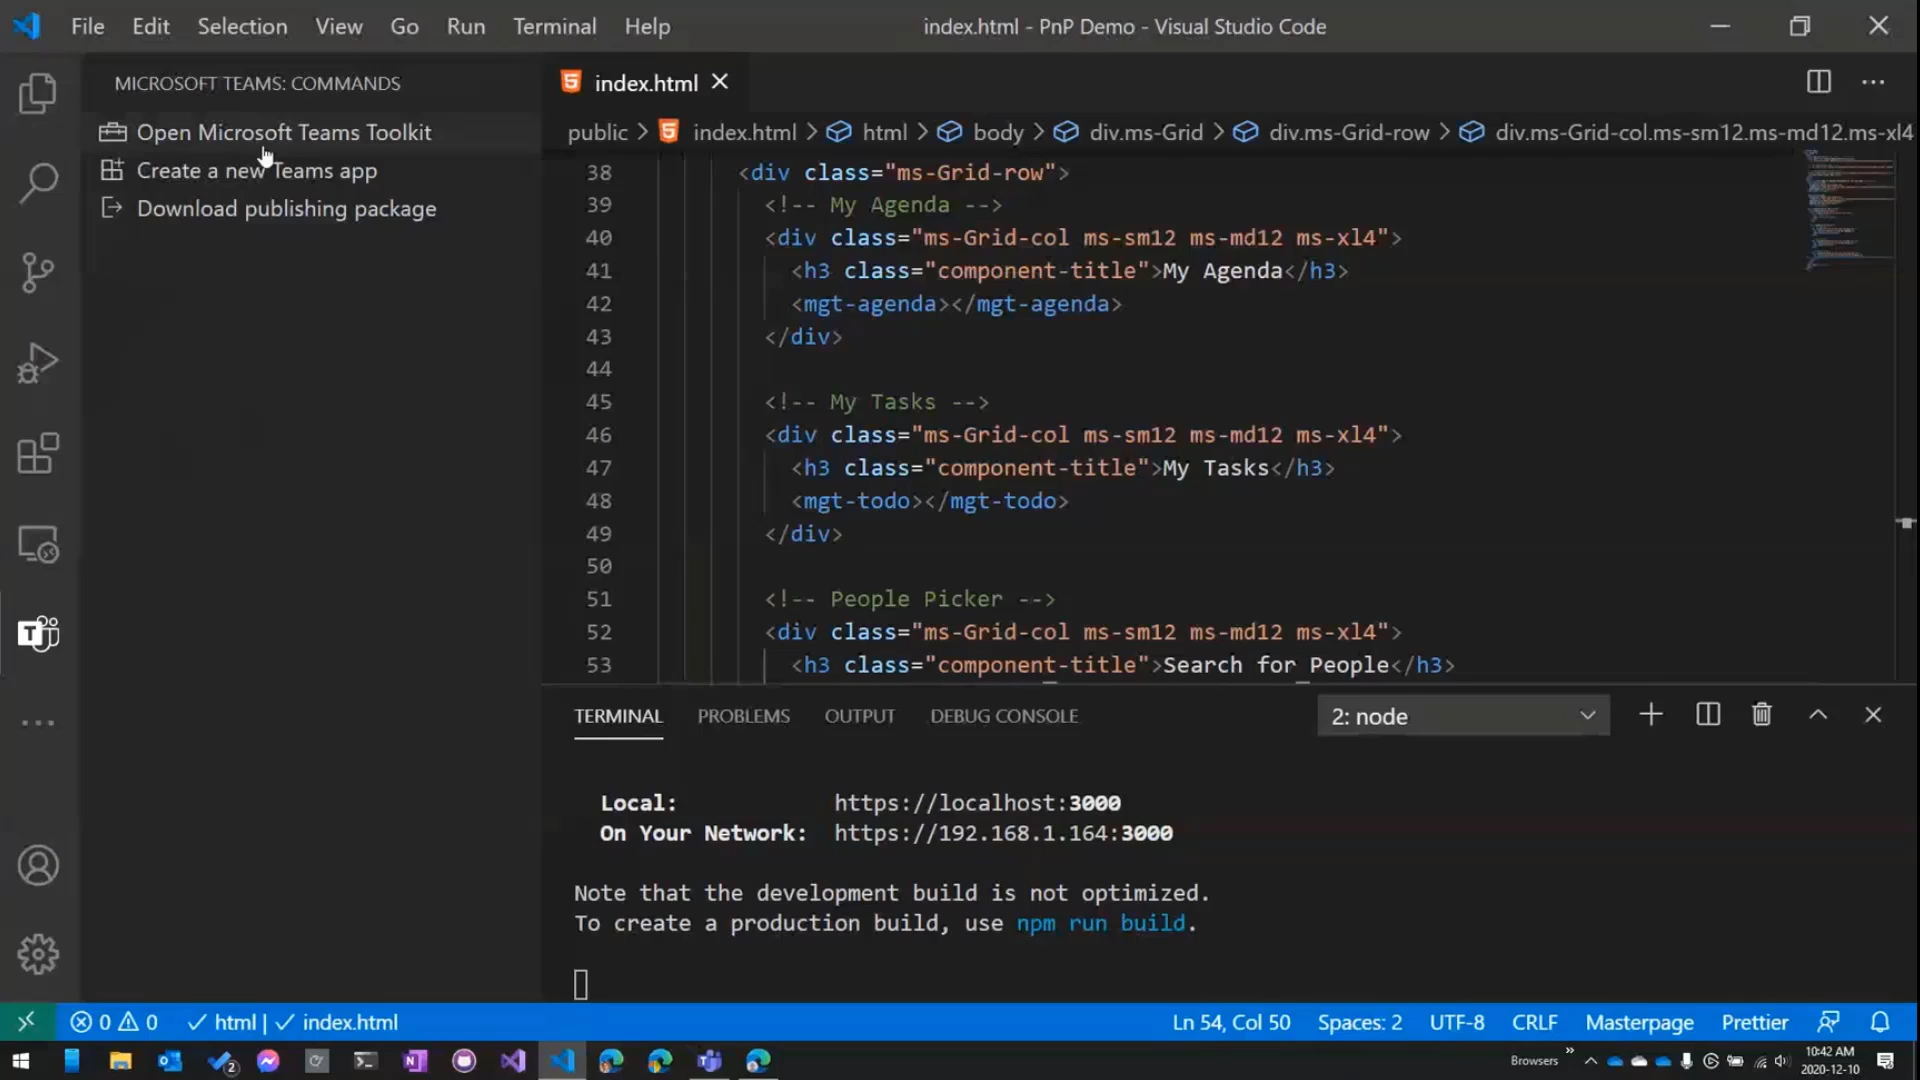 File Edit Selection View Go Run Terminal Help
index.html - PnP Demo - Visual Studio Code
MICROSOFT TEAMS: COMMANDS
Open Microsoft Teams Toolkit
Create a new Teams app
Download publishing package
index.html
public > index.html > html > body > div.ms-Grid > div.ms-Grid-row > div.ms-Grid-col.ms-sm12.ms-md12.ms-xl4
38 <div class="ms-Grid-row">
39 <!-- My Agenda -->
40 <div class="ms-Grid-col ms-sm12 ms-md12 ms-xl4">
41 <h3 class="component-title">My Agenda</h3>
42 <mgt-agenda></mgt-agenda>
43 </div>
44
45 <!-- My Tasks -->
46 <div class="ms-Grid-col ms-sm12 ms-md12 ms-xl4">
47 <h3 class="component-title">My Tasks</h3>
48 <mgt-todo></mgt-todo>
49 </div>
50
51 <!-- People Picker -->
52 <div class="ms-Grid-col ms-sm12 ms-md12 ms-xl4">
53 <h3 class="component-title">Search for People</h3>
TERMINAL PROBLEMS OUTPUT DEBUG CONSOLE
2: node
Local: https://localhost:3000
On Your Network: https://192.168.1.164:3000
Note that the development build is not optimized.
To create a production build, use npm run build.
0 0 html | index.html
Ln 54, Col 50 Spaces: 2 UTF-8 CRLF Masterpage Prettier
2
Browsers
10:42 AM
2020-12-10